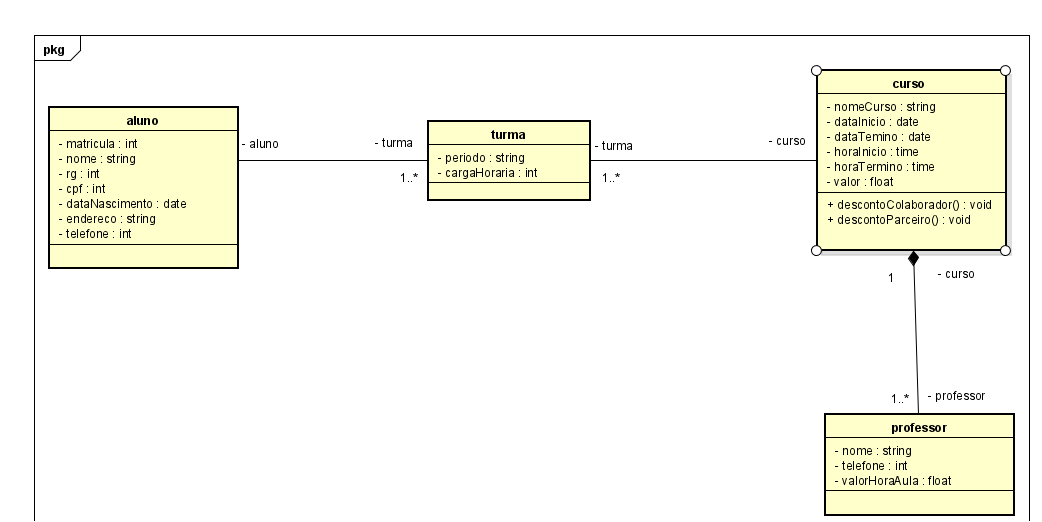 pkg
aluno
- matricula : int
- nome : string
- rg : int
- cpf : int
- dataNascimento : date
- endereco : string
- telefone : int
- aluno
- turma
1..*
turma
- periodo : string
- cargaHoraria : int
- turma
1..*
- curso
curso
- nomeCurso : string
- dataInicio : date
- dataTemino : date
- horaInicio : time
- horaTermino : time
- valor : float
+ descontoColaborador() : void
+ descontoParceiro() : void
1
- curso
1..*
- professor
professor
- nome : string
- telefone : int
- valorHoraAula : float